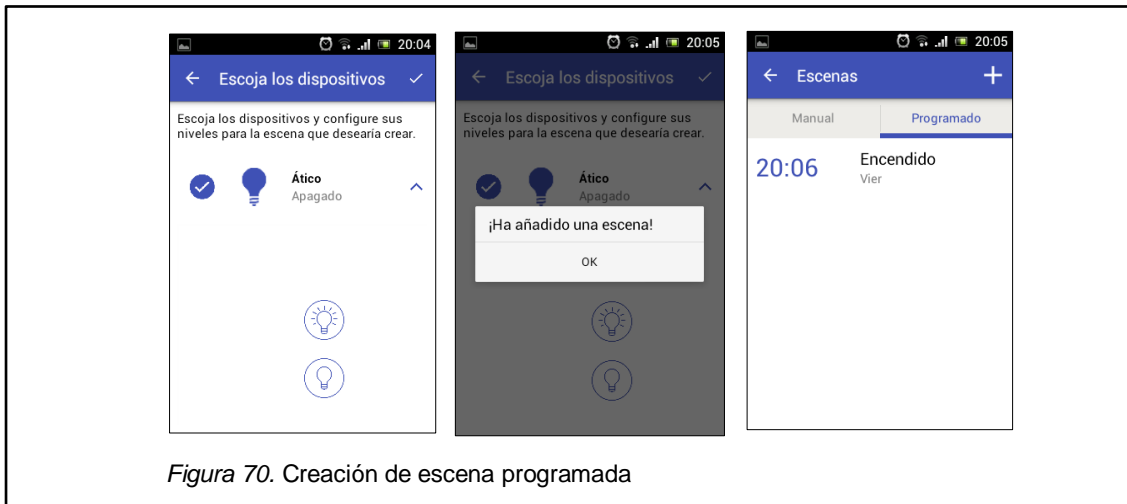 20:04
Escoja los dispositivos
Escoja los dispositivos y configure sus
niveles para la escena que desearía crear.
Ático
Apagado
20:05
Escoja los dispositivos
Escoja los dispositivos y configure sus
niveles para la escena que desearía crear.
Ático
Apagado
¡Ha añadido una escena!
OK
20:05
Escenas
Manual
Programado
20:06
Encendido
Vier
Figura 70. Creación de escena programada